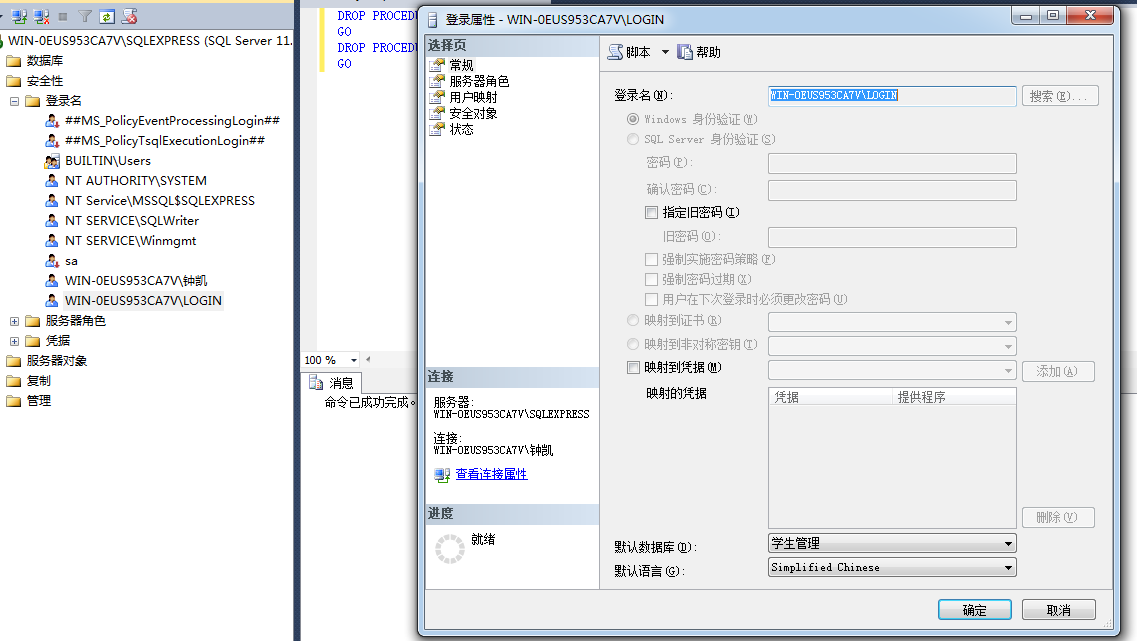 WIN-0EUS953CA7V\SQLEXPRESS (SQL Server 11.
数据库
安全性
登录名
##MS_PolicyEventProcessingLogin##
##MS_PolicyTsqlExecutionLogin##
BUILTIN\Users
NT AUTHORITY\SYSTEM
NT Service\MSSQL$SQLEXPRESS
NT SERVICE\SQLWriter
NT SERVICE\Winmgmt
sa
WIN-0EUS953CA7V\钟凯
WIN-0EUS953CA7V\LOGIN
服务器角色
凭据
服务器对象
复制
管理
DROP PROCEDU
GO
DROP PROCEDU
GO
100 %
消息
命令已成功完成。
登录属性 - WIN-0EUS953CA7V\LOGIN
选择页
常规
服务器角色
用户映射
安全对象
状态
连接
服务器:
WIN-0EUS953CA7V\SQLEXPRESS
连接:
WIN-0EUS953CA7V\钟凯
查看连接属性
进度
就绪
脚本
帮助
登录名(N):
WIN-0EUS953CA7V\LOGIN
搜索(E)...
Windows 身份验证(W)
SQL Server 身份验证(S)
密码(P):
确认密码(C):
指定旧密码(I)
旧密码(O):
强制实施密码策略(F)
强制密码过期(X)
用户在下次登录时必须更改密码(U)
映射到证书(R)
映射到非对称密钥(T)
映射到凭据(M)
添加(A)
映射的凭据
凭据
提供程序
删除(V)
默认数据库(D):
学生管理
默认语言(G):
Simplified Chinese
确定
取消